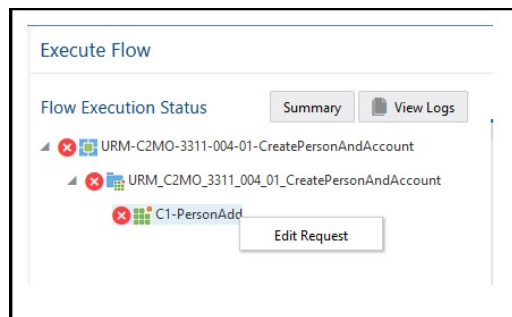 Execute Flow
Flow Execution Status
Summary
View Logs
URM-C2MO-3311-004-01-CreatePersonAndAccount
URM_C2MO_3311_004_01_CreatePersonAndAccount
C1-PersonAdd
Edit Request